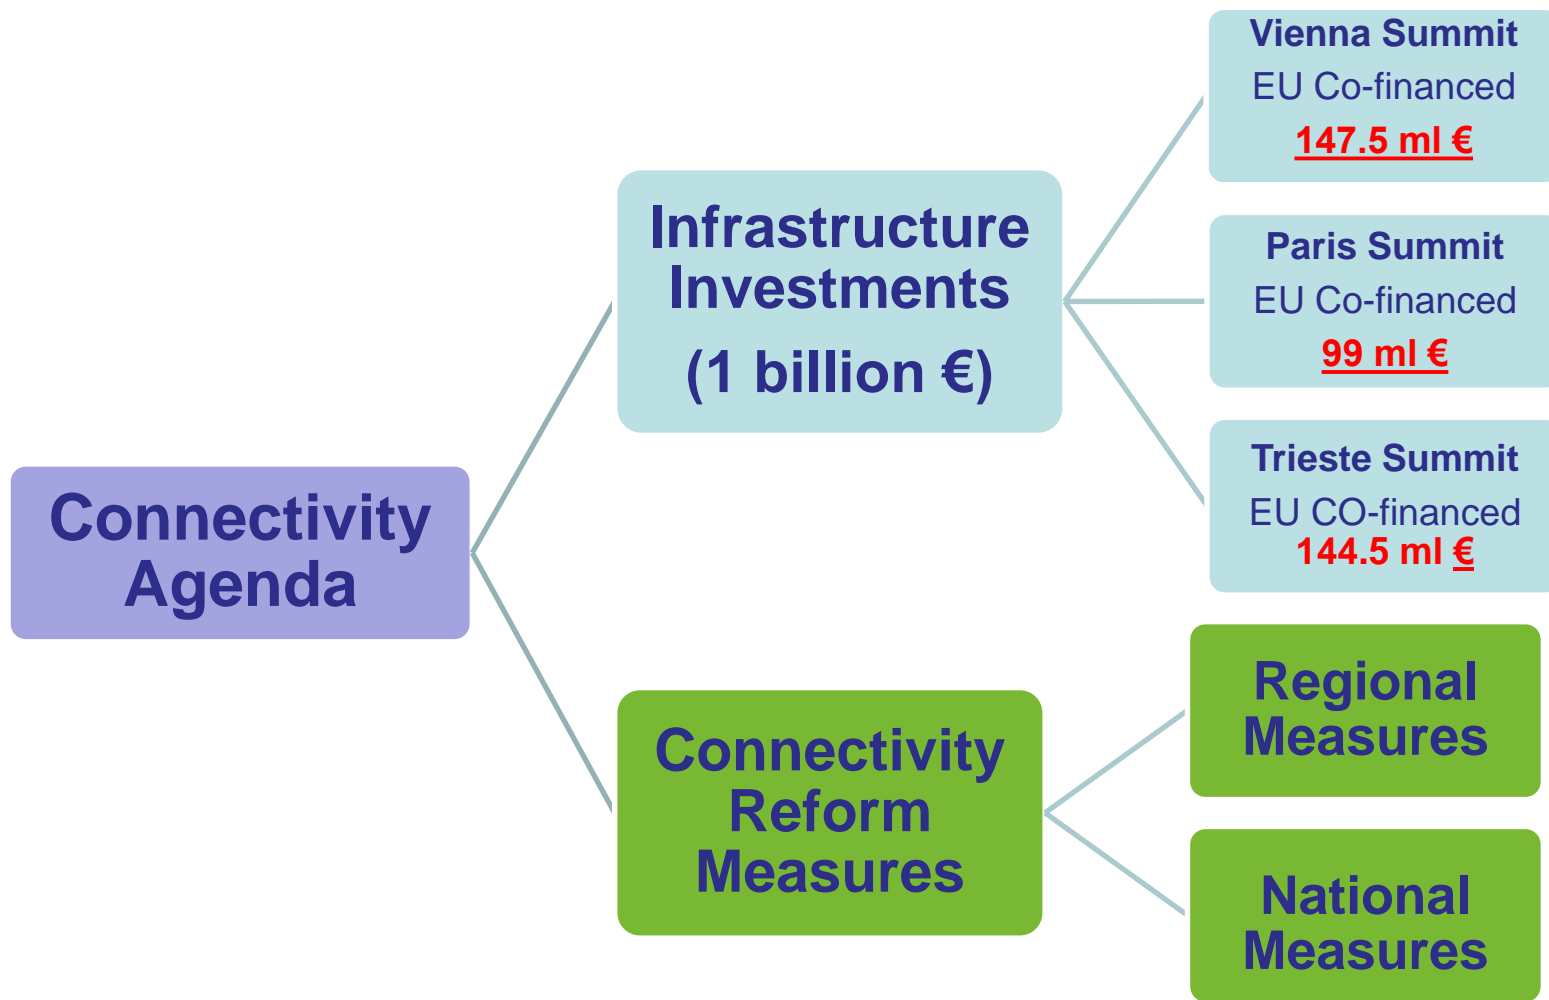 Connectivity
Agenda
Infrastructure
Investments
(1 billion €)
Vienna Summit
EU Co-financed
147.5 ml €
Paris Summit
EU Co-financed
99 ml €
Trieste Summit
EU CO-financed
144.5 ml €
Connectivity
Reform
Measures
Regional
Measures
National
Measures